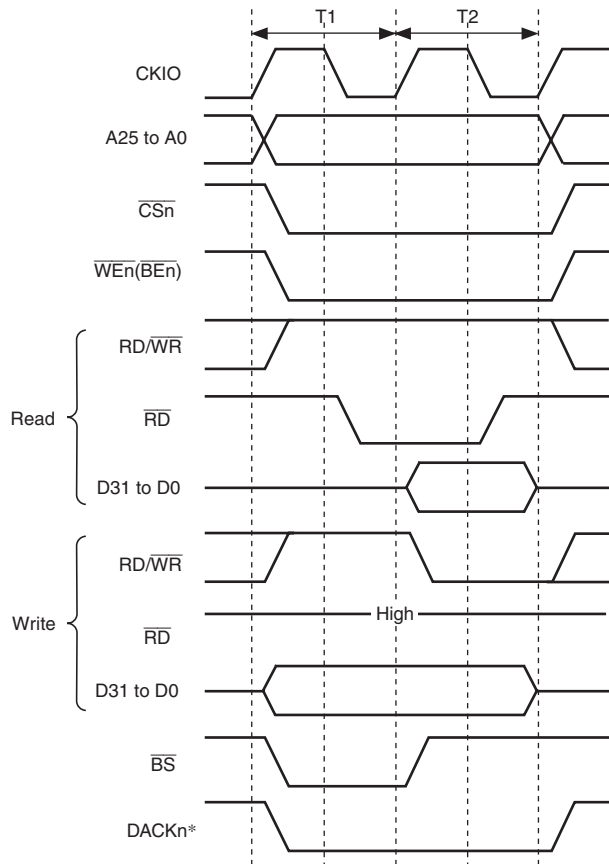 T1 T2
CKIO
A25 to A0
CSn
WEn(BEn)
Read
RD/WR
RD
D31 to D0
Write
RD/WR
High
RD
D31 to D0
BS
DACKn*